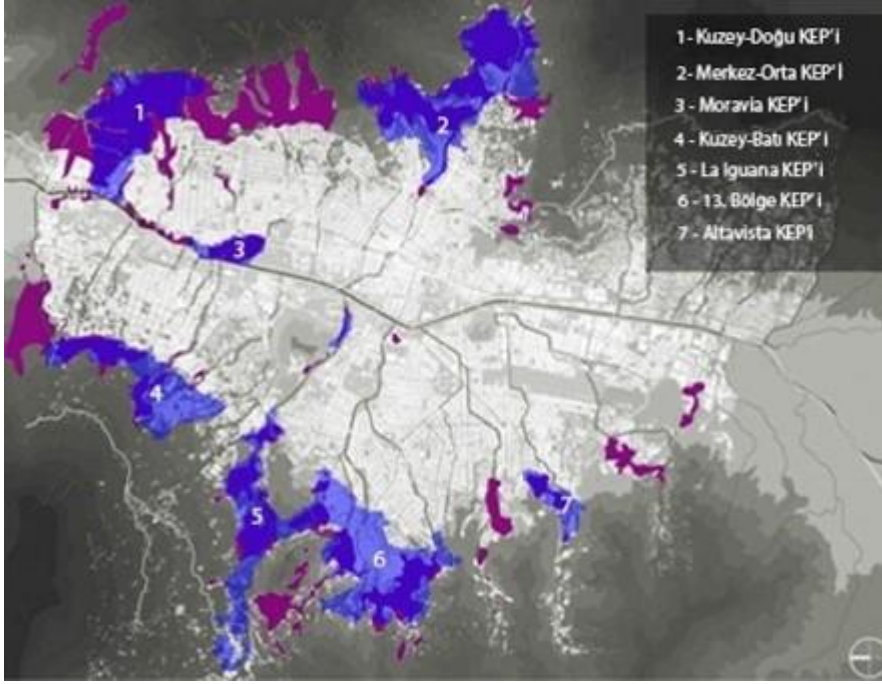 1- Kuzey-Doğu KEP'i
2- Merkez-Orta KEP'İ
3- Moravia KEP'i
4- Kuzey-Batı KEP'i
5- La Iguana KEP'i
6- 13. Bölge KEP'i
7- Altavista KEP'i
1
2
3
4
5
6
7